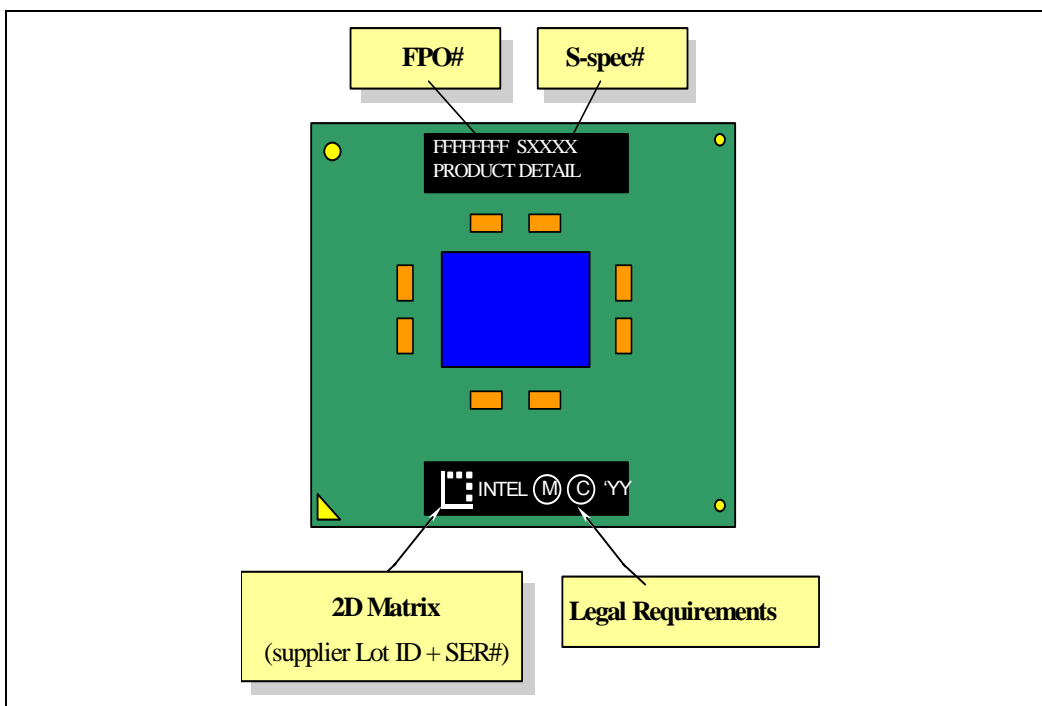 FPO#
S-spec#
FFFFFFFF SXXXX
PRODUCT DETAIL
INTEL Ⓜ Ⓒ 'YY
2D Matrix
(supplier Lot ID + SER#)
Legal Requirements